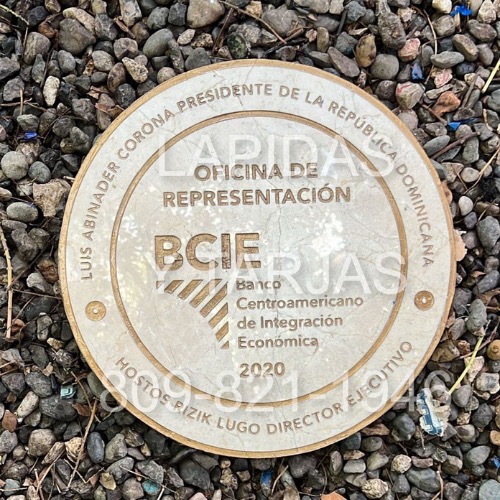 LUIS ABINADER CORONA PRESIDENTE DE LA REPÚBLICA DOMINICANA
LAPIDAS
OFICINA DE
REPRESENTACIÓN
BCIE
Y TARJAS
Banco
Centroamericano
de Integración
Económica
2020
809-821-1946
HOSTOS RIZIK LUGO DIRECTOR EJECUTIVO